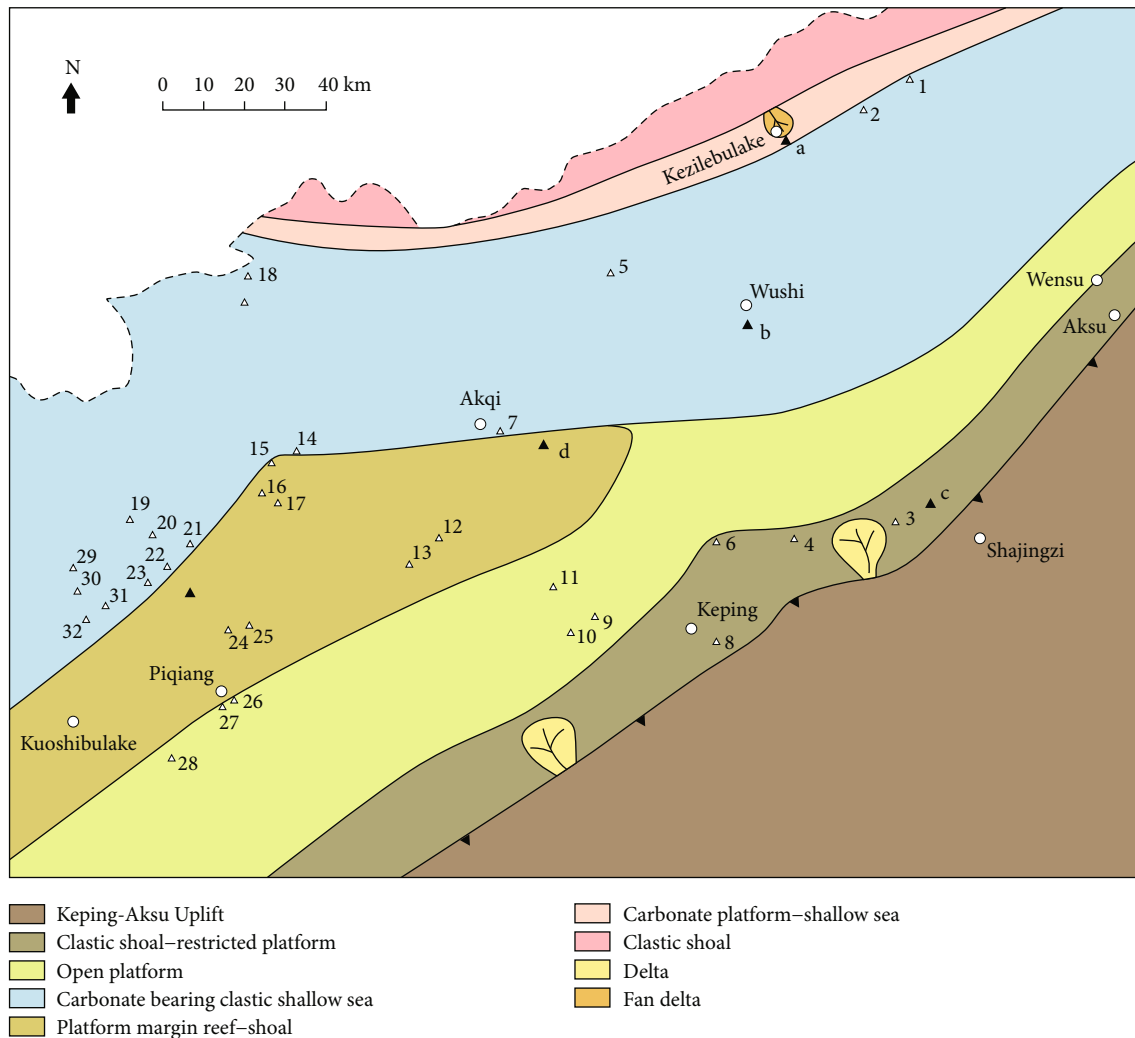 N
0 10 20 30 40 km
1
2
Kezilebulake
a
18
5
Wushi
b
Wensu
Aksu
Akqi
7
d
14
15
16
17
c
3
19
20
21
12
13
6
4
Shajingzi
29
22
23
30
31
32
11
9
10
Keping
8
24
25
Piqiang
26
27
Kuoshibulake
28
Keping-Aksu Uplift
Clastic shoal−restricted platform
Open platform
Carbonate bearing clastic shallow sea
Platform margin reef−shoal
Carbonate platform−shallow sea
Clastic shoal
Delta
Fan delta